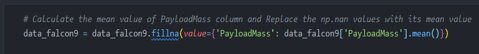 # Calculate the mean value of PayloadMass column and Replace the np.nan values with its mean value
data_falcon9 = data_falcon9.fillna(value={'PayloadMass': data_falcon9['PayloadMass'].mean()})